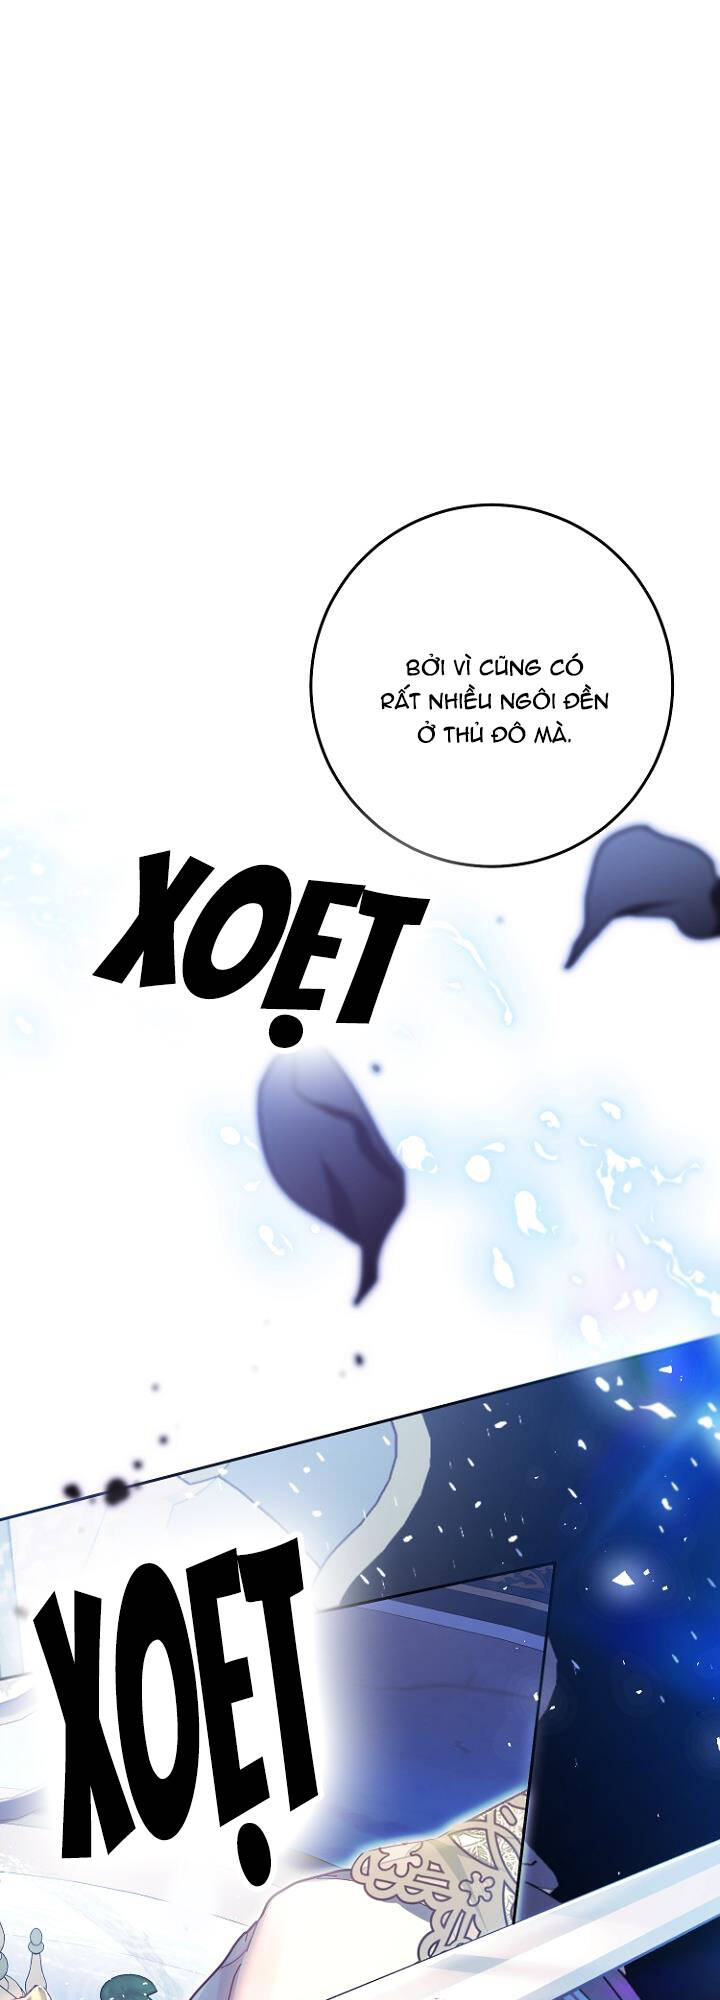 BỞI VÌ CŨNG CÓ
RẤT NHIỀU NGÔI ĐỀN
Ở THỦ ĐÔ MÀ.
XOẸT
XOẸT